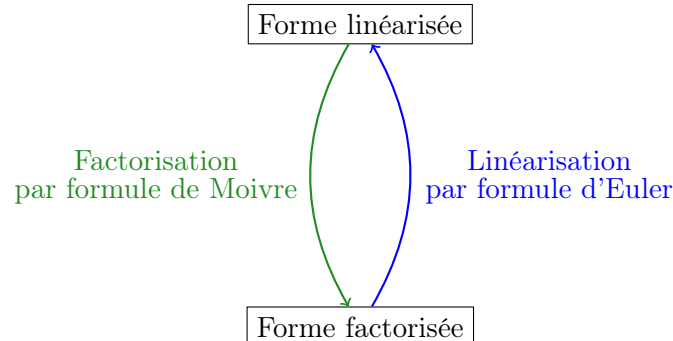 Forme linéarisée
Factorisation
par formule de Moivre
Linéarisation
par formule d'Euler
Forme factorisée